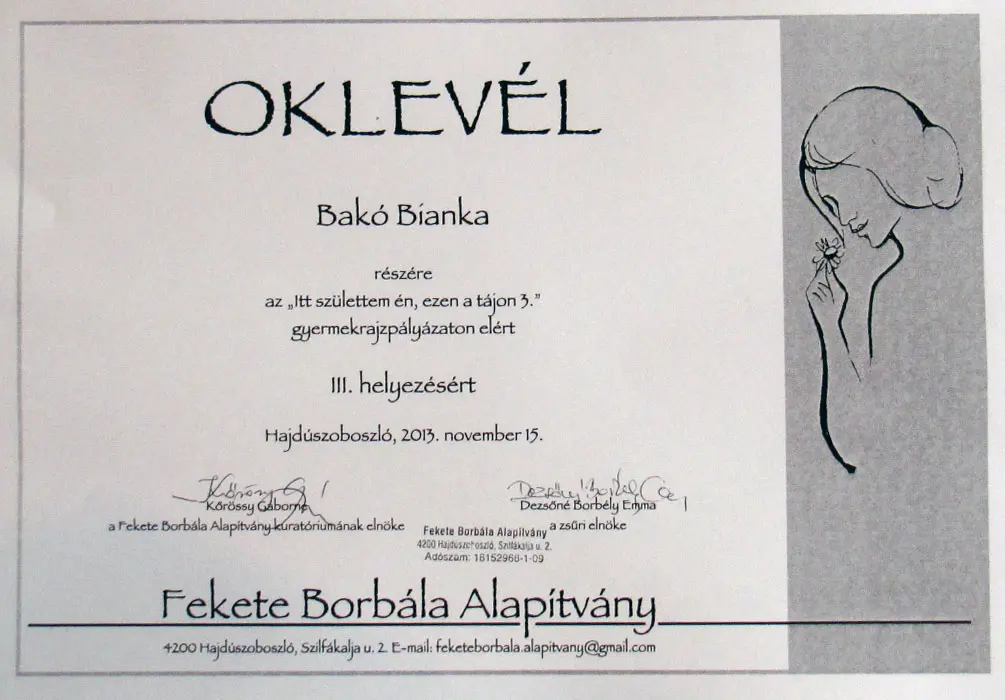 OKLEVÉL
Bakó Bianka
részére
az „Itt születtem én, ezen a tájon 3.”
gyermekrajzpályázaton elért
III. helyezésért
Hajdúszoboszló, 2013. november 15.
Kőrössy Gáborné
a Fekete Borbála Alapítvány kuratóriumának elnöke
Dezsőné Borbély Emma
a zsűri elnöke
Fekete Borbála Alapítvány
4200 Hajdúszoboszló, Szilfákalja u. 2.
Adószám: 18152966-1-09
Fekete Borbála Alapítvány
4200 Hajdúszoboszló, Szilfákalja u. 2. E-mail: feketeborbala.alapitvany@gmail.com